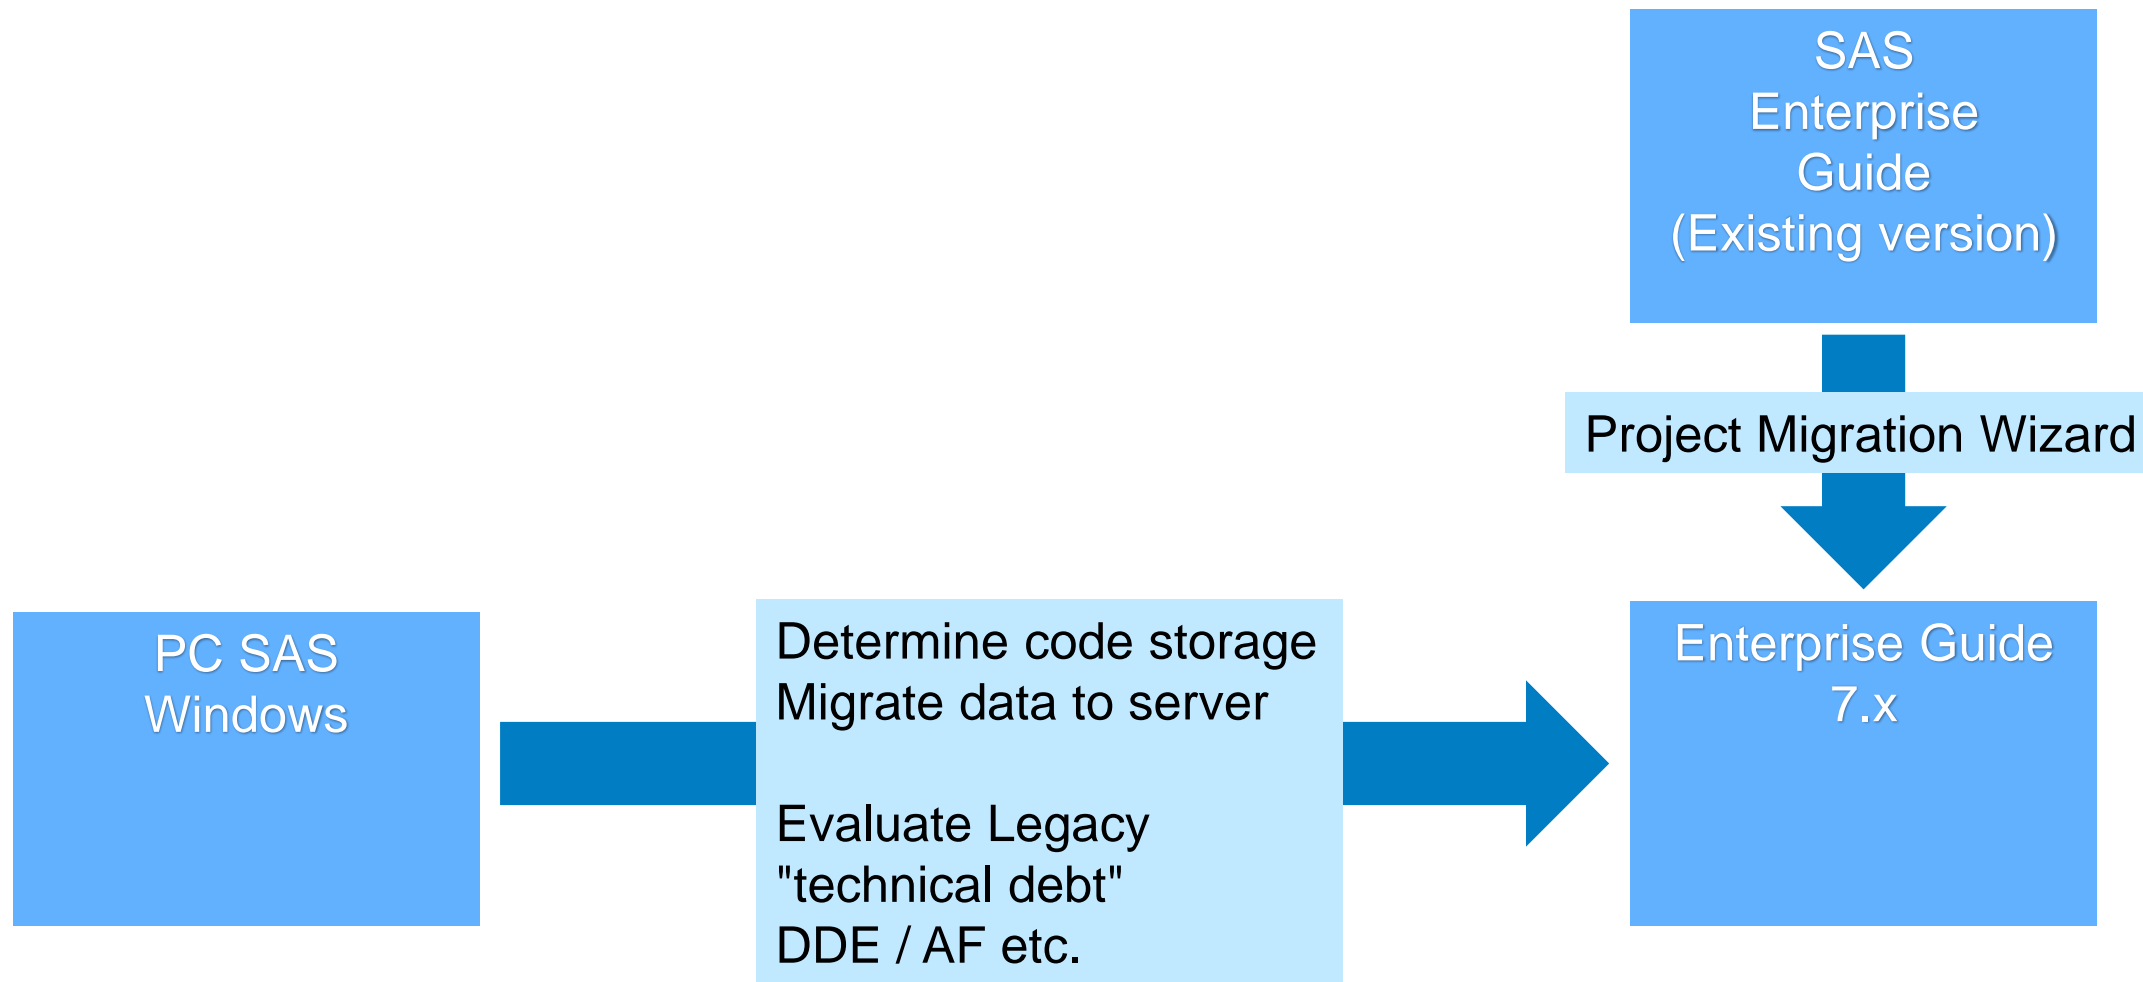 SAS
Enterprise
Guide
(Existing version)
Project Migration Wizard
PC SAS
Windows
Determine code storage
Migrate data to server
Evaluate Legacy
"technical debt"
DDE / AF etc.
Enterprise Guide
7.x